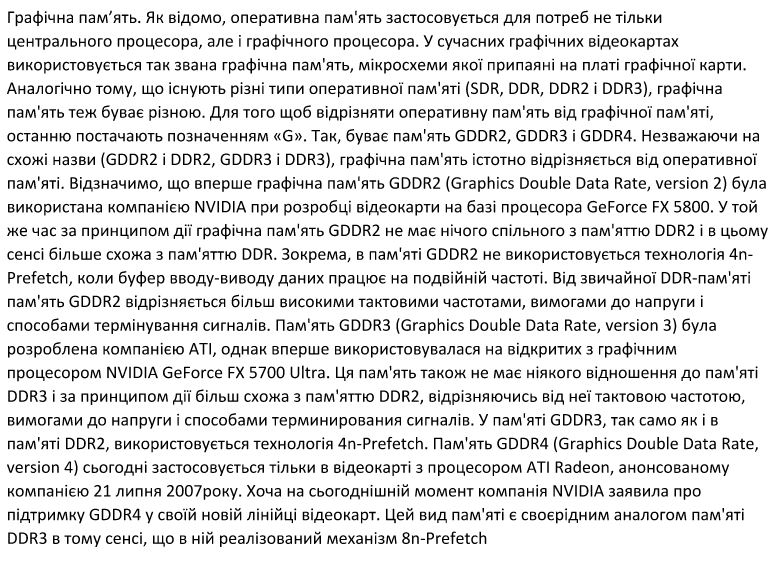 Графічна пам’ять. Як відомо, оперативна пам'ять застосовується для потреб не тільки
центрального процесора, але і графічного процесора. У сучасних графічних відеокартах
використовується так звана графічна пам'ять, мікросхеми якої припаяні на платі графічної карти.
Аналогічно тому, що існують різні типи оперативної пам'яті (SDR, DDR, DDR2 і DDR3), графічна
пам'ять теж буває різною. Для того щоб відрізняти оперативну пам'ять від графічної пам'яті,
останню постачають позначенням «G». Так, буває пам'ять GDDR2, GDDR3 і GDDR4. Незважаючи на
схожі назви (GDDR2 і DDR2, GDDR3 і DDR3), графічна пам'ять істотно відрізняється від оперативної
пам'яті. Відзначимо, що вперше графічна пам'ять GDDR2 (Graphics Double Data Rate, version 2) була
використана компанією NVIDIA при розробці відеокарти на базі процесора GeForce FX 5800. У той
же час за принципом дії графічна пам'ять GDDR2 не має нічого спільного з пам'яттю DDR2 і в цьому
сенсі більше схожа з пам'яттю DDR. Зокрема, в пам'яті GDDR2 не використовується технологія 4n-
Prefetch, коли буфер вводу-виводу даних працює на подвійній частоті. Від звичайної DDR-пам'яті
пам'ять GDDR2 відрізняється більш високими тактовими частотами, вимогами до напруги і
способами термінування сигналів. Пам'ять GDDR3 (Graphics Double Data Rate, version 3) була
розроблена компанією ATI, однак вперше використовувалася на відкритих з графічним
процесором NVIDIA GeForce FX 5700 Ultra. Ця пам'ять також не має ніякого відношення до пам'яті
DDR3 і за принципом дії більш схожа з пам'яттю DDR2, відрізняючись від неї тактовою частотою,
вимогами до напруги і способами терминирования сигналів. У пам'яті GDDR3, так само як і в
пам'яті DDR2, використовується технологія 4n-Prefetch. Пам'ять GDDR4 (Graphics Double Data Rate,
version 4) сьогодні застосовується тільки в відеокарті з процесором ATI Radeon, анонсованому
компанією 21 липня 2007року. Хоча на сьогоднішній момент компанія NVIDIA заявила про
підтримку GDDR4 у своїй новій лінійці відеокарт. Цей вид пам'яті є своєрідним аналогом пам'яті
DDR3 в тому сенсі, що в ній реалізований механізм 8n-Prefetch